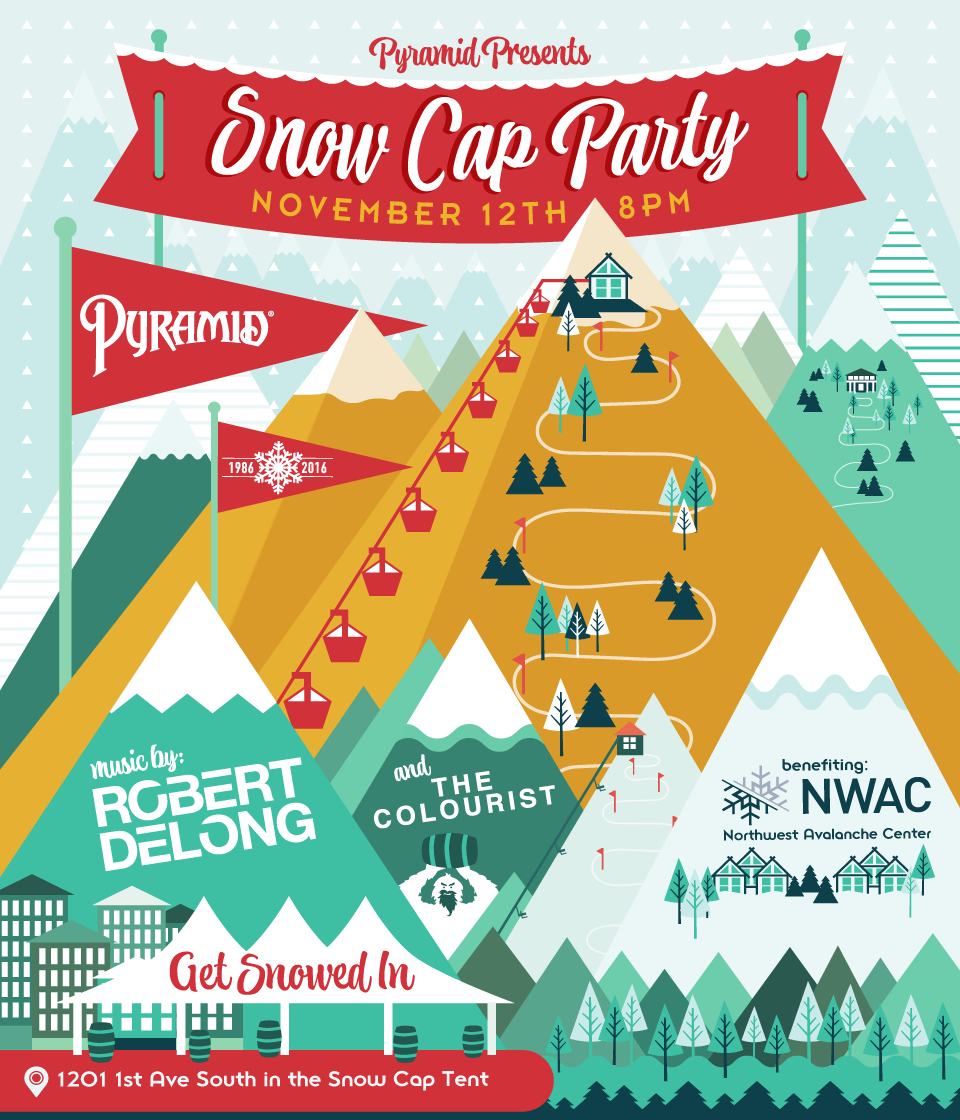 Pyramid Presents
Snow Cap Party
NOVEMBER 12TH 8PM
PYRAMID®
1986 2016
music by:
ROBERT
DELONG
and
THE
COLOURIST
benefiting:
NWAC
Northwest Avalanche Center
Get Snowed In
1201 1st Ave South in the Snow Cap Tent